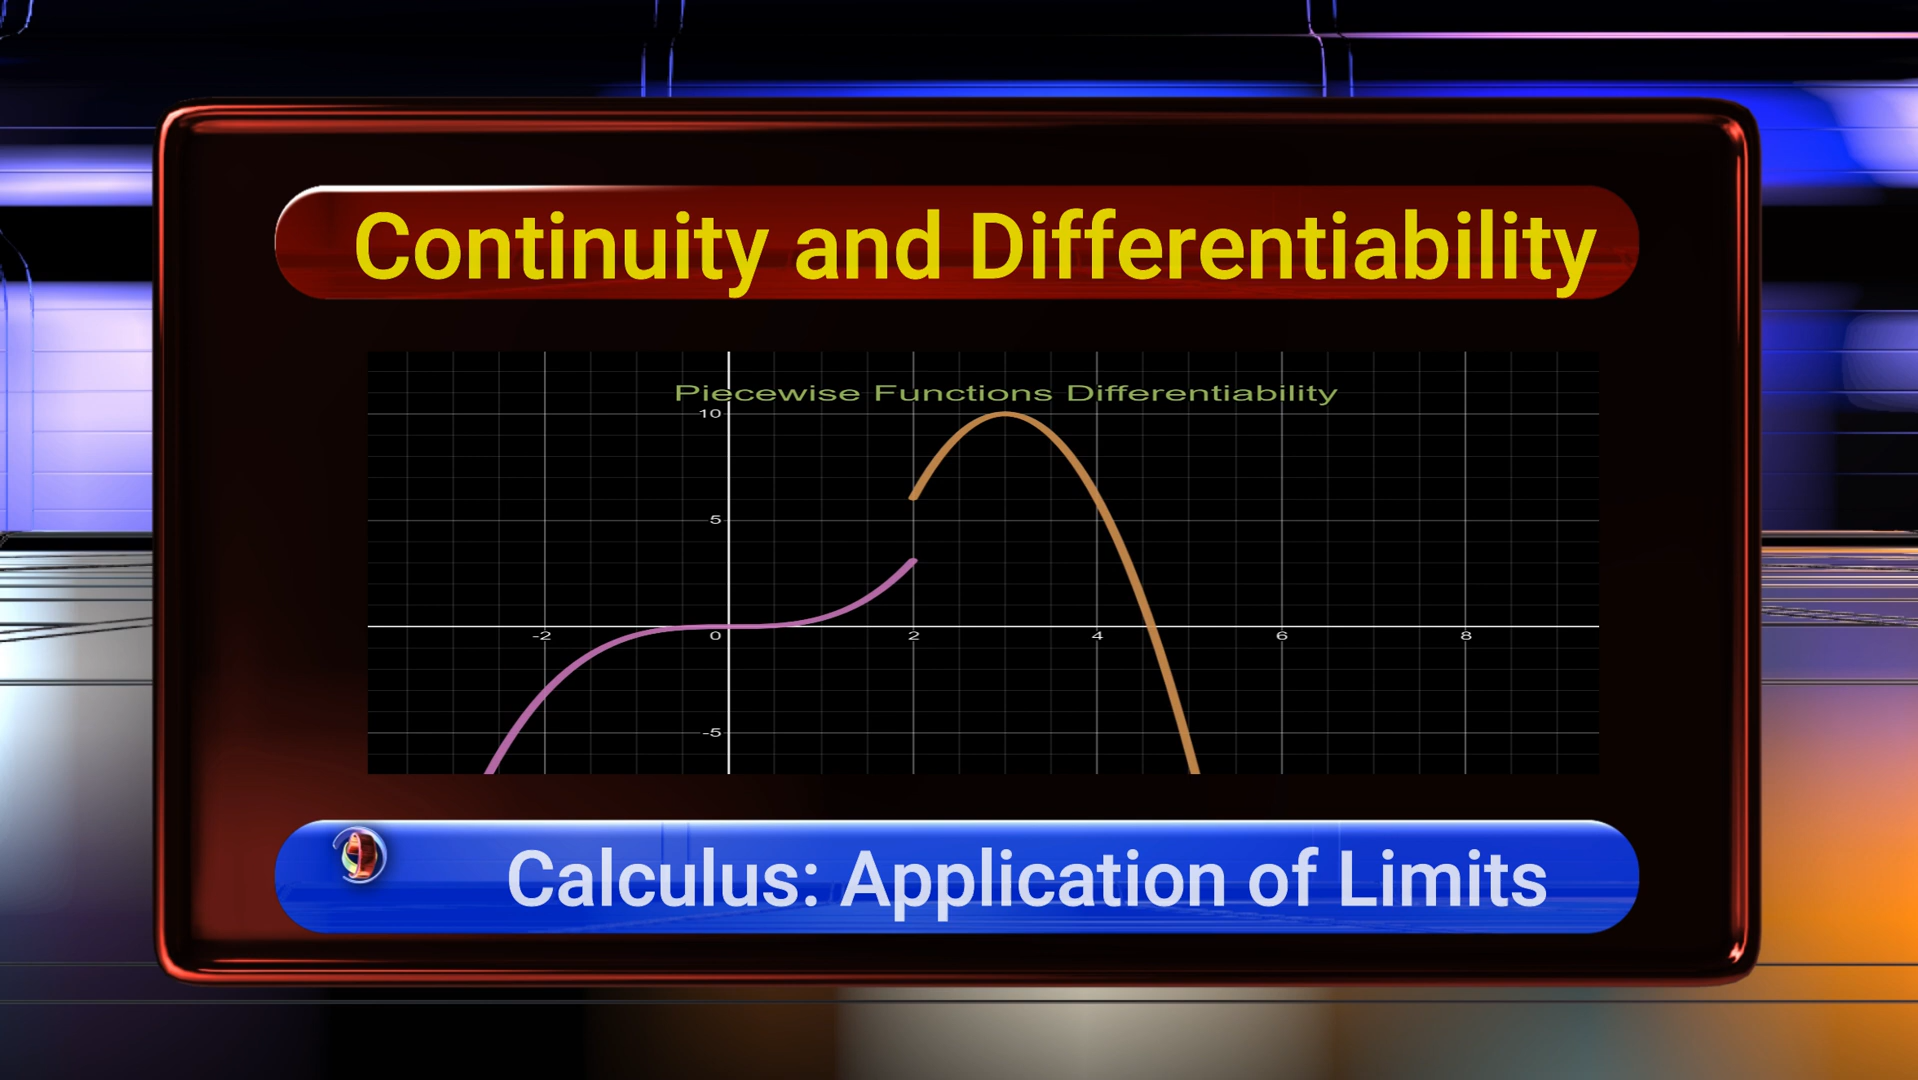 Continuity and Differentiability
Piecewise Functions Differentiability
10
5
-2 0 2 4 6 8
-5
Calculus: Application of Limits